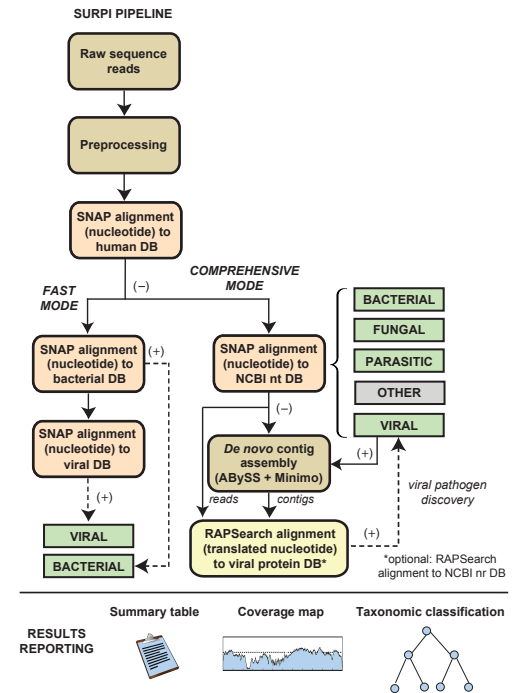 SURPI PIPELINE
Raw sequence
reads
Preprocessing
SNAP alignment
(nucleotide) to
human DB
(–)
FAST
MODE
COMPREHENSIVE
MODE
SNAP alignment
(nucleotide) to
bacterial DB
(+)
SNAP alignment
(nucleotide) to
viral DB
(+)
VIRAL
BACTERIAL
SNAP alignment
(nucleotide) to
NCBI nt DB
(–)
BACTERIAL
FUNGAL
PARASITIC
OTHER
VIRAL
(+)
De novo contig
assembly
(ABySS + Minimo)
reads
contigs
viral pathogen
discovery
RAPSearch alignment
(translated nucleotide)
to viral protein DB*
(+)
*optional: RAPSearch
alignment to NCBI nr DB
RESULTS
REPORTING
Summary table
Coverage map
Taxonomic classification